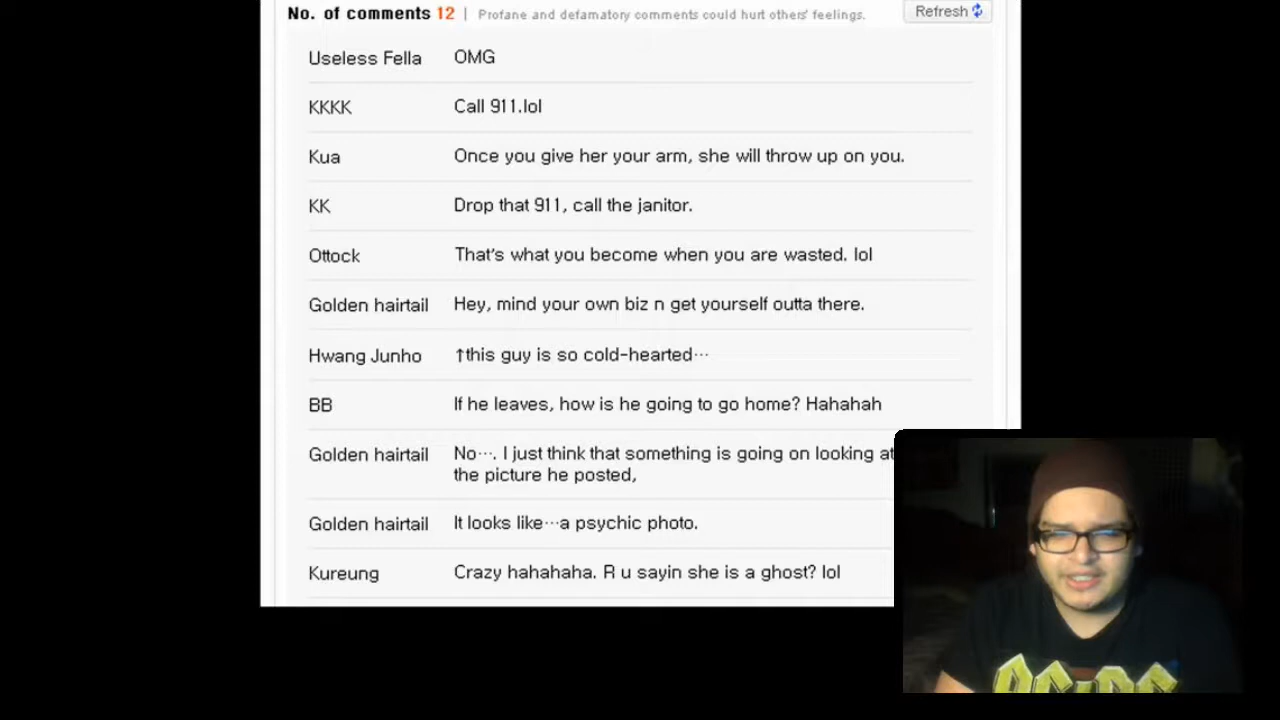 No. of comments 12 | Profane and defamatory comments could hurt others' feelings. Refresh
Useless Fella OMG
KKKK Call 911.lol
Kua Once you give her your arm, she will throw up on you.
KK Drop that 911, call the janitor.
Ottock That's what you become when you are wasted. lol
Golden hairtail Hey, mind your own biz n get yourself outta there.
Hwang Junho ↑this guy is so cold-hearted⋯
BB If he leaves, how is he going to go home? Hahahah
Golden hairtail No⋯. I just think that something is going on looking at
the picture he posted,
Golden hairtail It looks like⋯a psychic photo.
Kureung Crazy hahahaha. R u sayin she is a ghost? lol
AC/DC